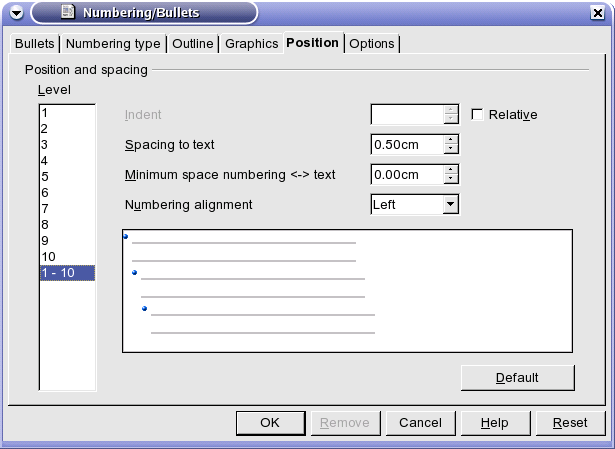 Numbering/Bullets
Bullets Numbering type Outline Graphics Position Options
Position and spacing
Level
1
2
3
4
5
6
7
8
9
10
1 - 10
Indent Relative
Spacing to text 0.50cm
Minimum space numbering <-> text 0.00cm
Numbering alignment Left
Default
OK Remove Cancel Help Reset